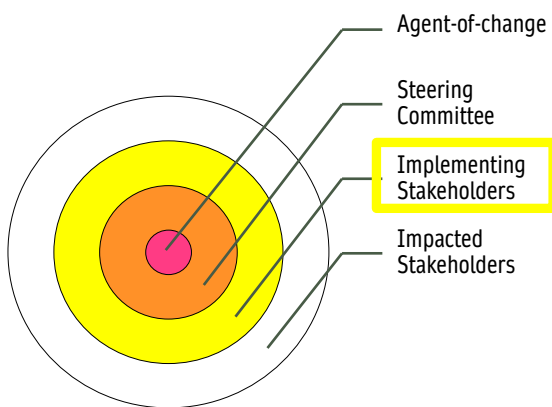 Agent-of-change
Steering
Committee
Implementing
Stakeholders
Impacted
Stakeholders